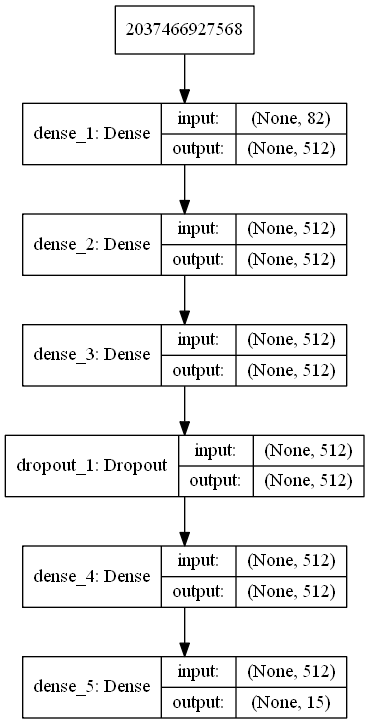 2037466927568
dense_1: Dense
input:
(None, 82)
output:
(None, 512)
dense_2: Dense
input:
(None, 512)
output:
(None, 512)
dense_3: Dense
input:
(None, 512)
output:
(None, 512)
dropout_1: Dropout
input:
(None, 512)
output:
(None, 512)
dense_4: Dense
input:
(None, 512)
output:
(None, 512)
dense_5: Dense
input:
(None, 512)
output:
(None, 15)